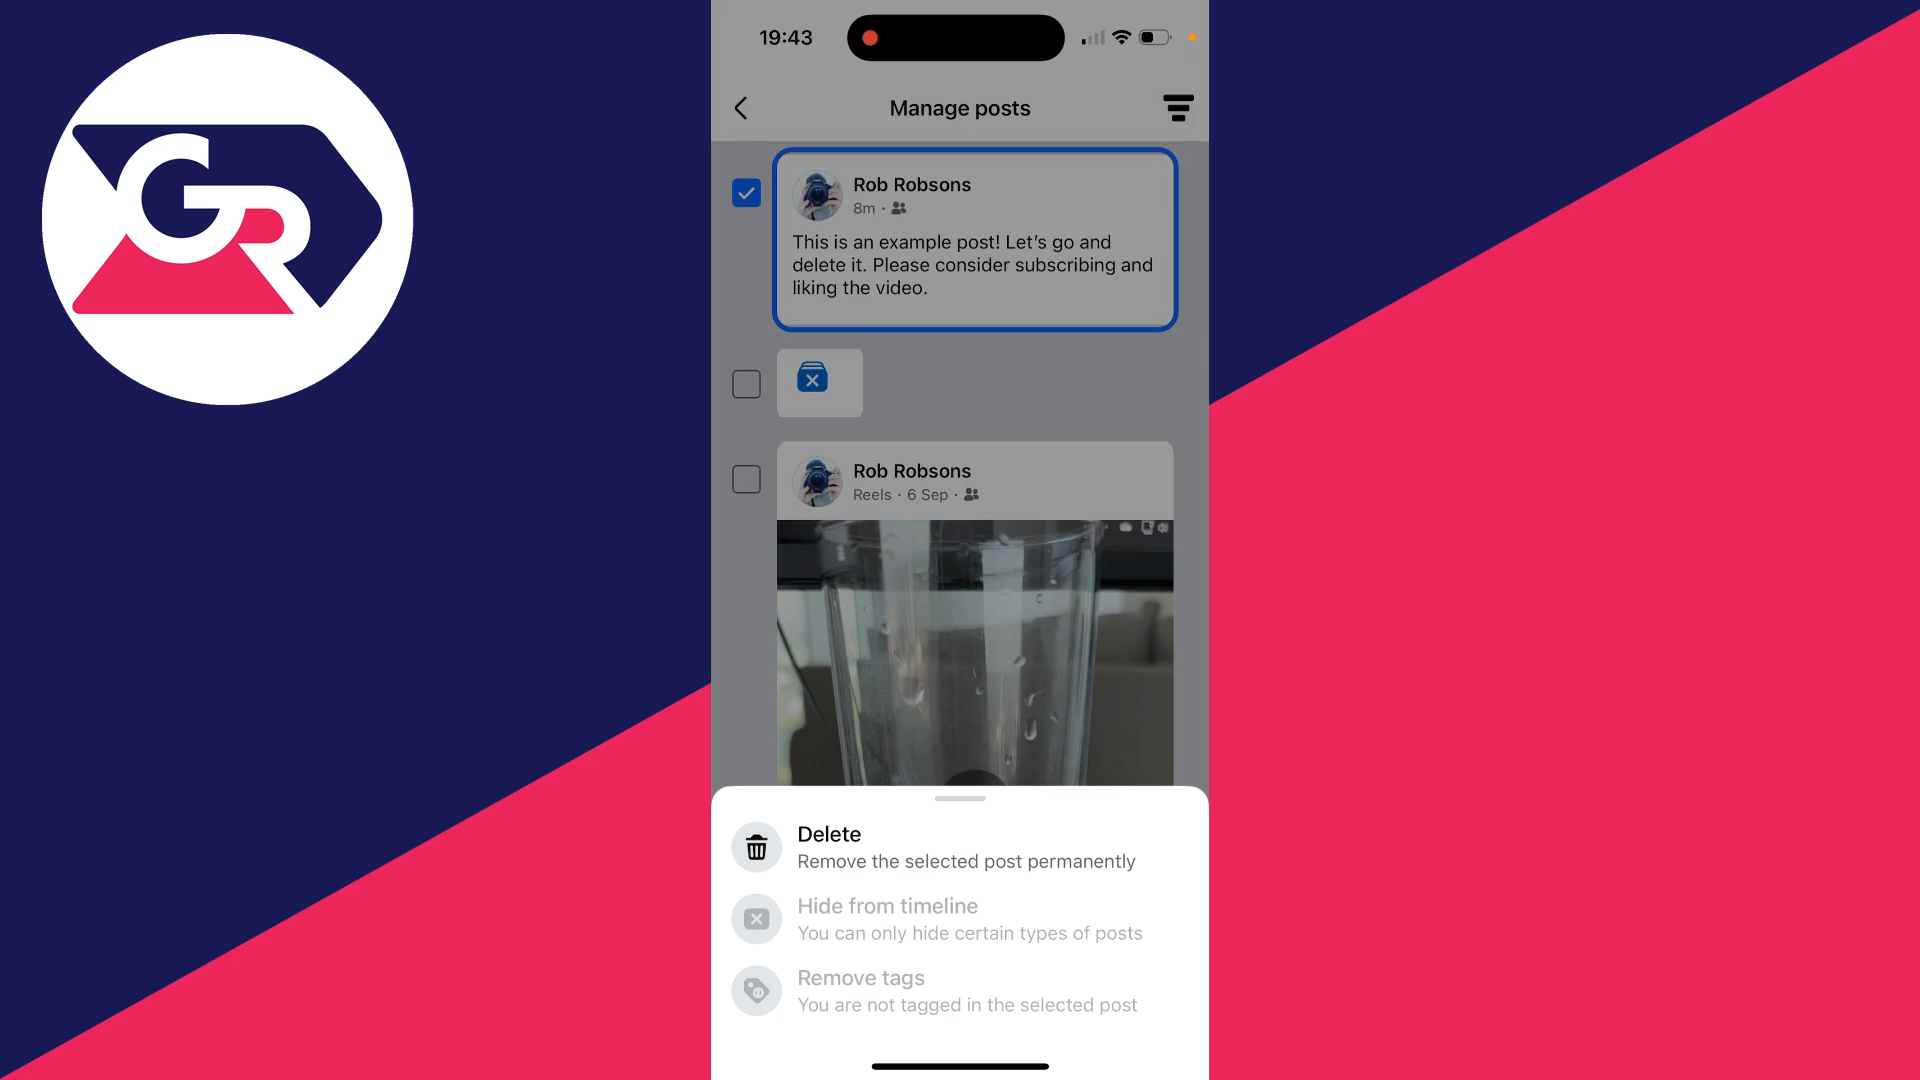 GR
19:43
Manage posts
Rob Robsons
8m ·
This is an example post! Let’s go and
delete it. Please consider subscribing and
liking the video.
Rob Robsons
Reels · 6 Sep ·
Delete
Remove the selected post permanently
Hide from timeline
You can only hide certain types of posts
Remove tags
You are not tagged in the selected post